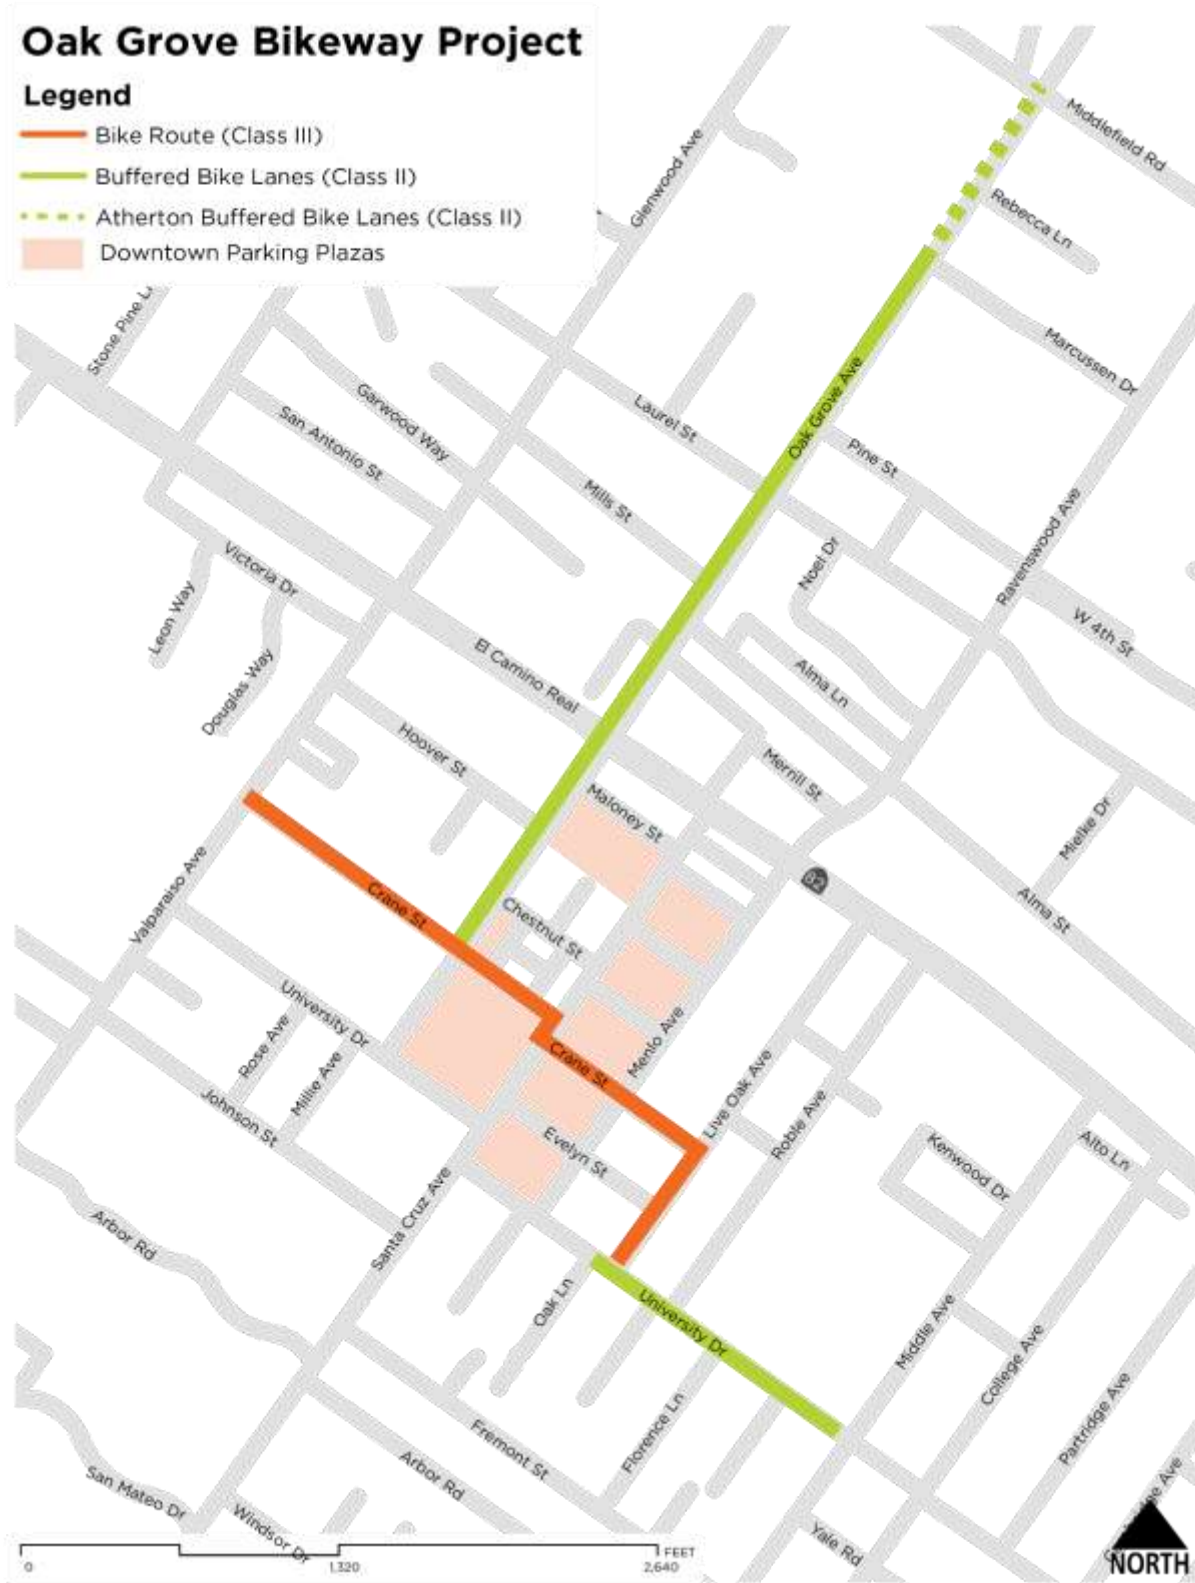 Oak Grove Bikeway Project
Legend
Bike Route (Class III)
Buffered Bike Lanes (Class II)
Atherton Buffered Bike Lanes (Class II)
Downtown Parking Plazas
Middlefield Rd
Glenwood Ave
Rebecca Ln
Stone Pine
Marcussen Dr
Oak Grove Ave
Garwood Way
Laurel St
San Antonio St
Pine St
Mills St
Ravenswood Ave
Noel Dr
Victoria Dr
Leon Way
W 4th St
El Camino Real
Douglas Way
Alma Ln
Hoover St
Merrill St
Maloney St
Mielke Dr
82
Valparaiso Ave
Crane St
Chestnut St
Alma St
University Dr
Rose Ave
Menlo Ave
Crane St
Millie Ave
Live Oak Ave
Johnson St
Roble Ave
Evelyn St
Kenwood Dr
Alto Ln
Santa Cruz Ave
Arbor Rd
Oak Ln
University Dr
Middle Ave
College Ave
Partridge Ave
Florence Ln
Fremont St
Arbor Rd
San Mateo Dr
Windsor Dr
Yale Rd
Ave
NORTH
0 1,320 2,640 FEET